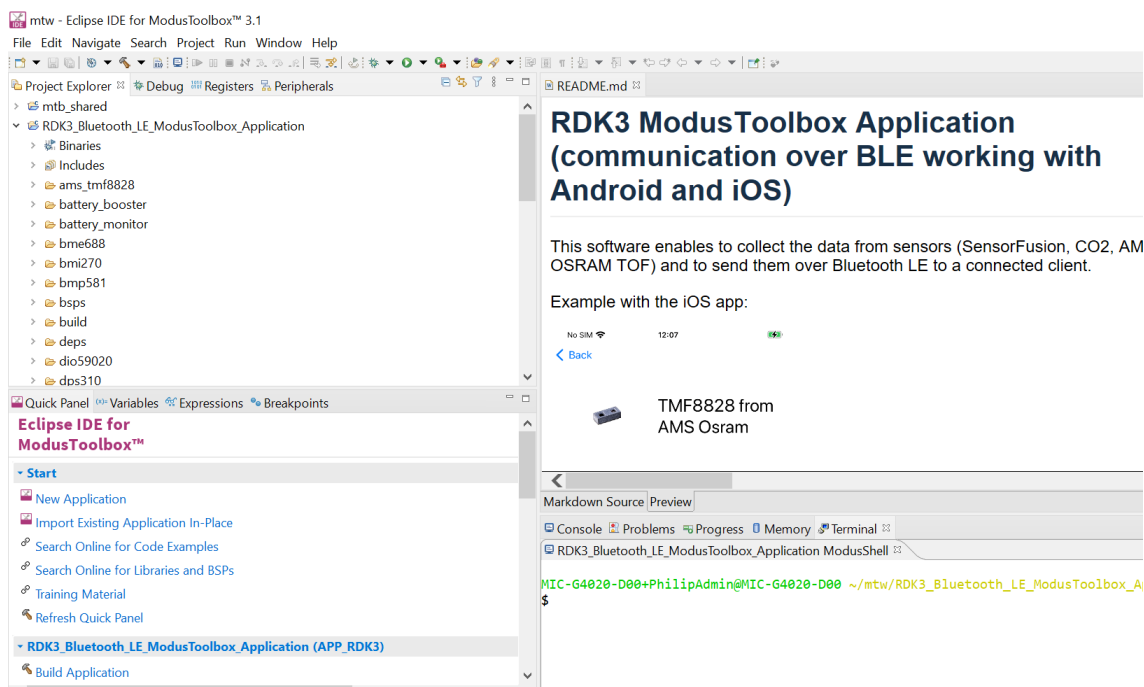 mtw - Eclipse IDE for ModusToolbox™ 3.1
File Edit Navigate Search Project Run Window Help
Project Explorer Debug Registers Peripherals
mtb_shared
RDK3_Bluetooth_LE_ModusToolbox_Application
Binaries
Includes
ams_tmf8828
battery_booster
battery_monitor
bme688
bmi270
bmp581
bsps
build
deps
dio59020
dps310
Quick Panel Variables Expressions Breakpoints
Eclipse IDE for
ModusToolbox™
Start
New Application
Import Existing Application In-Place
Search Online for Code Examples
Search Online for Libraries and BSPs
Training Material
Refresh Quick Panel
RDK3_Bluetooth_LE_ModusToolbox_Application (APP_RDK3)
Build Application
README.md
RDK3 ModusToolbox Application
(communication over BLE working with
Android and iOS)
This software enables to collect the data from sensors (SensorFusion, CO2, AM
OSRAM TOF) and to send them over Bluetooth LE to a connected client.
Example with the iOS app:
No SIM 12:07
Back
TMF8828 from
AMS Osram
Markdown Source Preview
Console Problems Progress Memory Terminal
RDK3_Bluetooth_LE_ModusToolbox_Application ModusShell
MIC-G4020-D00+PhilipAdmin@MIC-G4020-D00 ~/mtw/RDK3_Bluetooth_LE_ModusToolbox_A
$